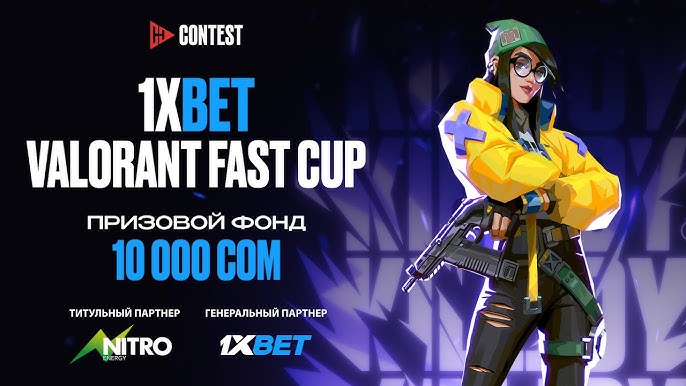 CONTEST
1XBET
VALORANT FAST CUP
ПРИЗОВОЙ ФОНД
10 000 СОМ
ТИТУЛЬНЫЙ ПАРТНЕР
ГЕНЕРАЛЬНЫЙ ПАРТНЕР
NITRO
ENERGY
1XBET